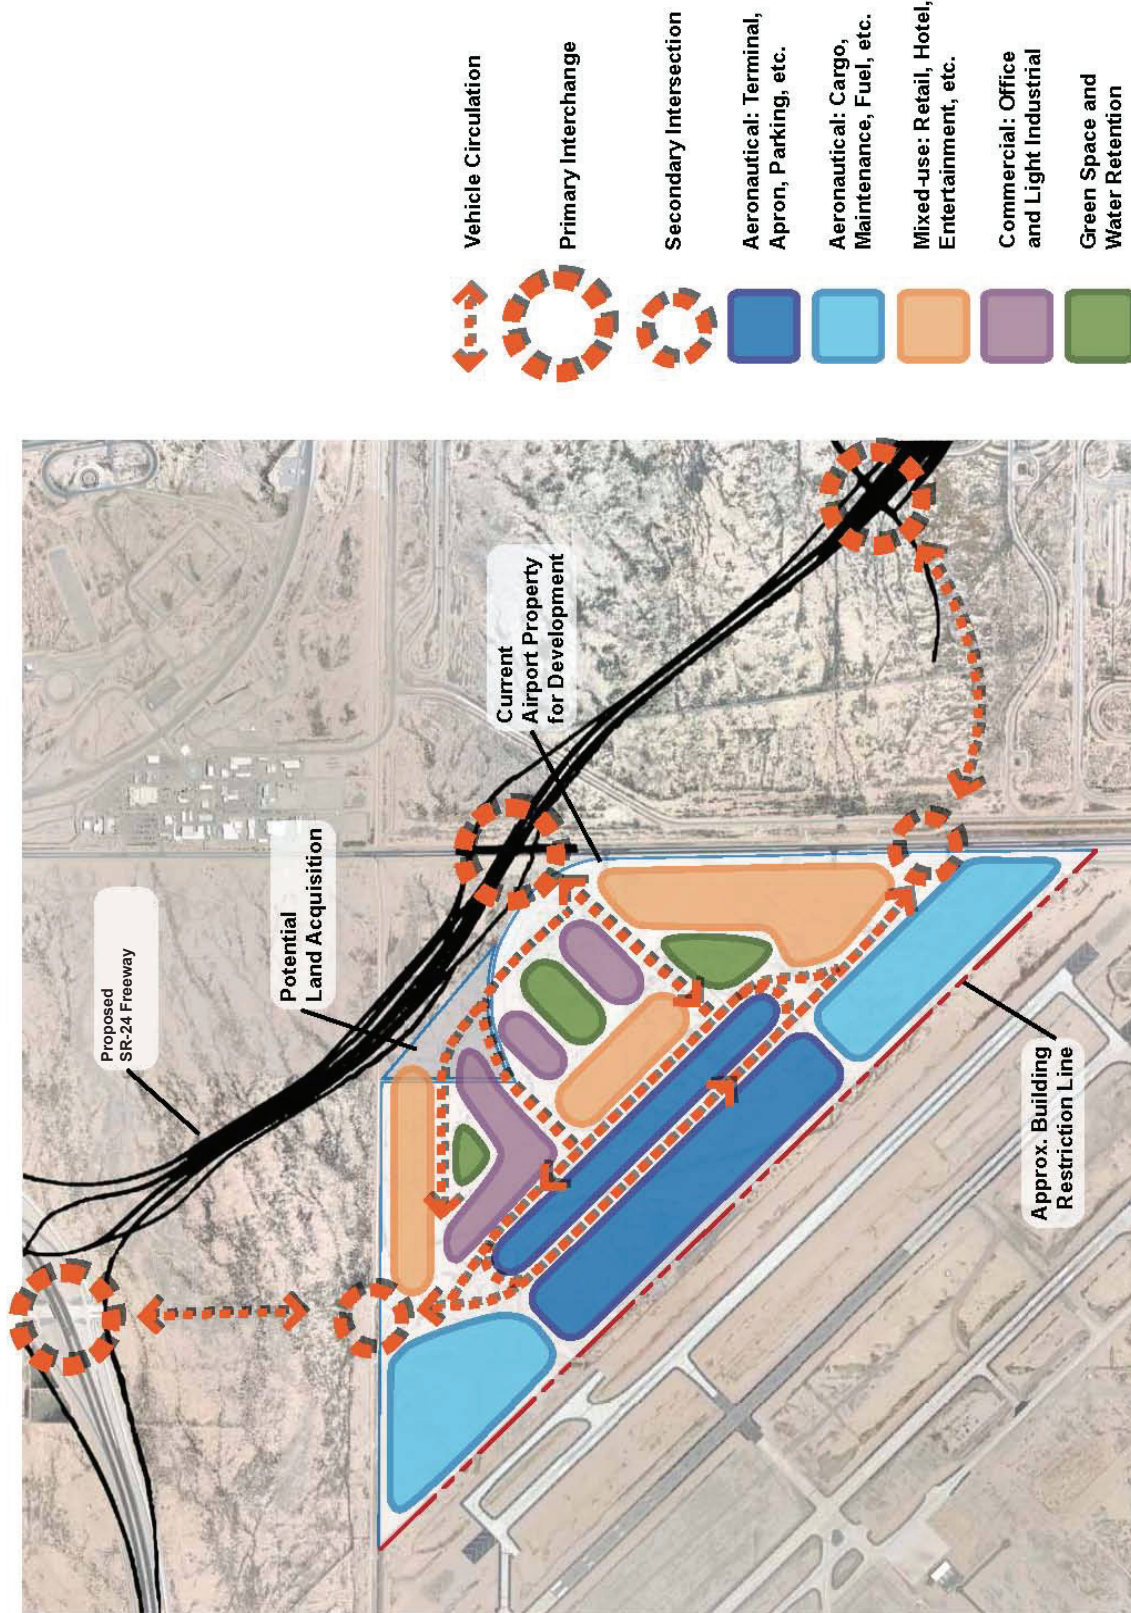 Proposed
SR-24 Freeway
Potential
Land Acquisition
Current
Airport Property
for Development
Approx. Building
Restriction Line
Vehicle Circulation
Primary Interchange
Secondary Intersection
Aeronautical: Terminal,
Apron, Parking, etc.
Aeronautical: Cargo,
Maintenance, Fuel, etc.
Mixed-use: Retail, Hotel,
Entertainment, etc.
Commercial: Office
and Light Industrial
Green Space and
Water Retention